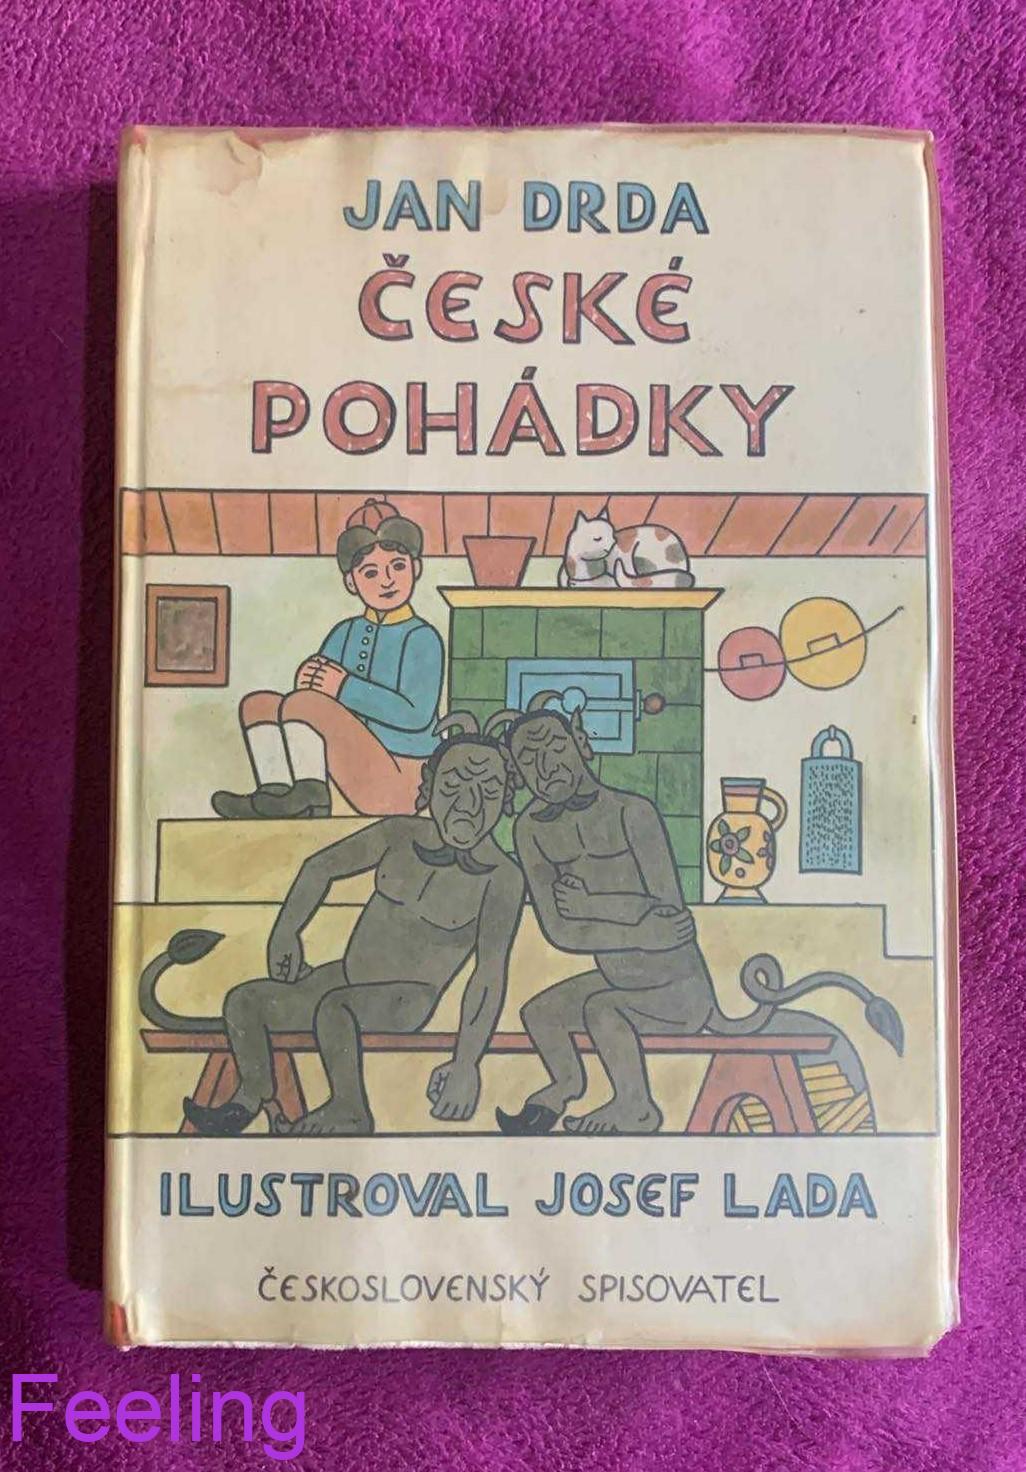 JAN DRDA
ČESKÉ
POHÁDKY
ILUSTROVAL JOSEF LADA
ČESKOSLOVENSKÝ SPISOVATEL
Feeling